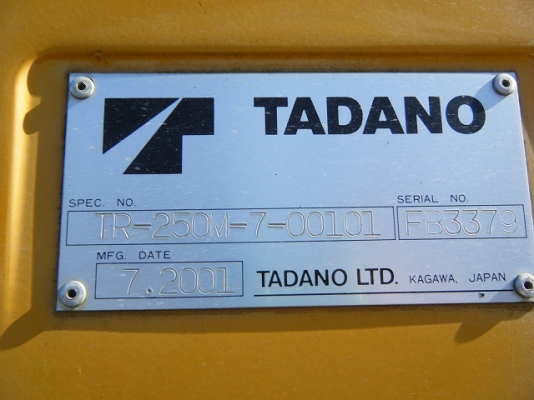 TADANO
SPEC. NO. SERIAL NO.
TR-250M-7-00101 FB3379
MFG. DATE
7.2001 TADANO LTD. KAGAWA, JAPAN